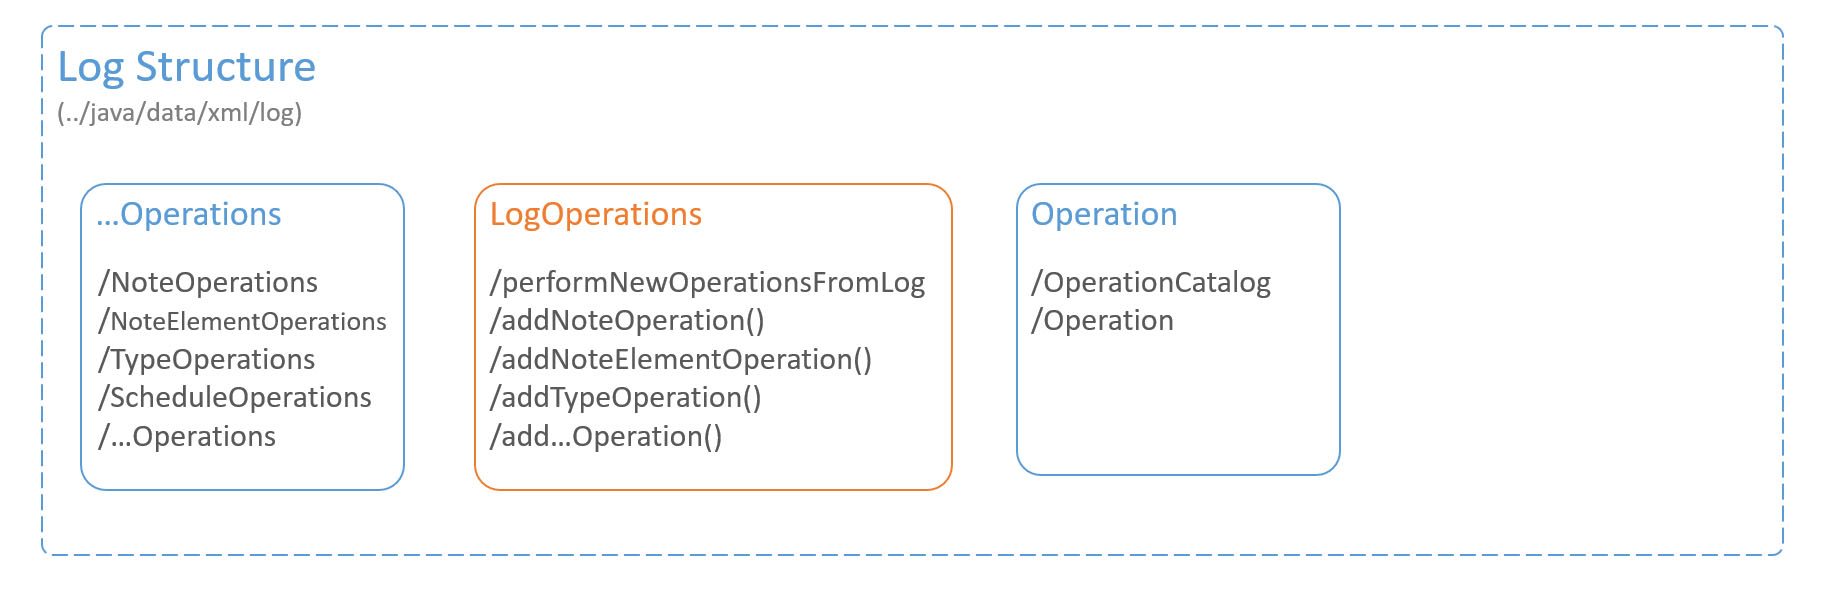 Log Structure
(../java/data/xml/log)
...Operations
/NoteOperations
/NoteElementOperations
/TypeOperations
/ScheduleOperations
/...Operations
LogOperations
/performNewOperationsFromLog
/addNoteOperation()
/addNoteElementOperation()
/addTypeOperation()
/add...Operation()
Operation
/OperationCatalog
/Operation